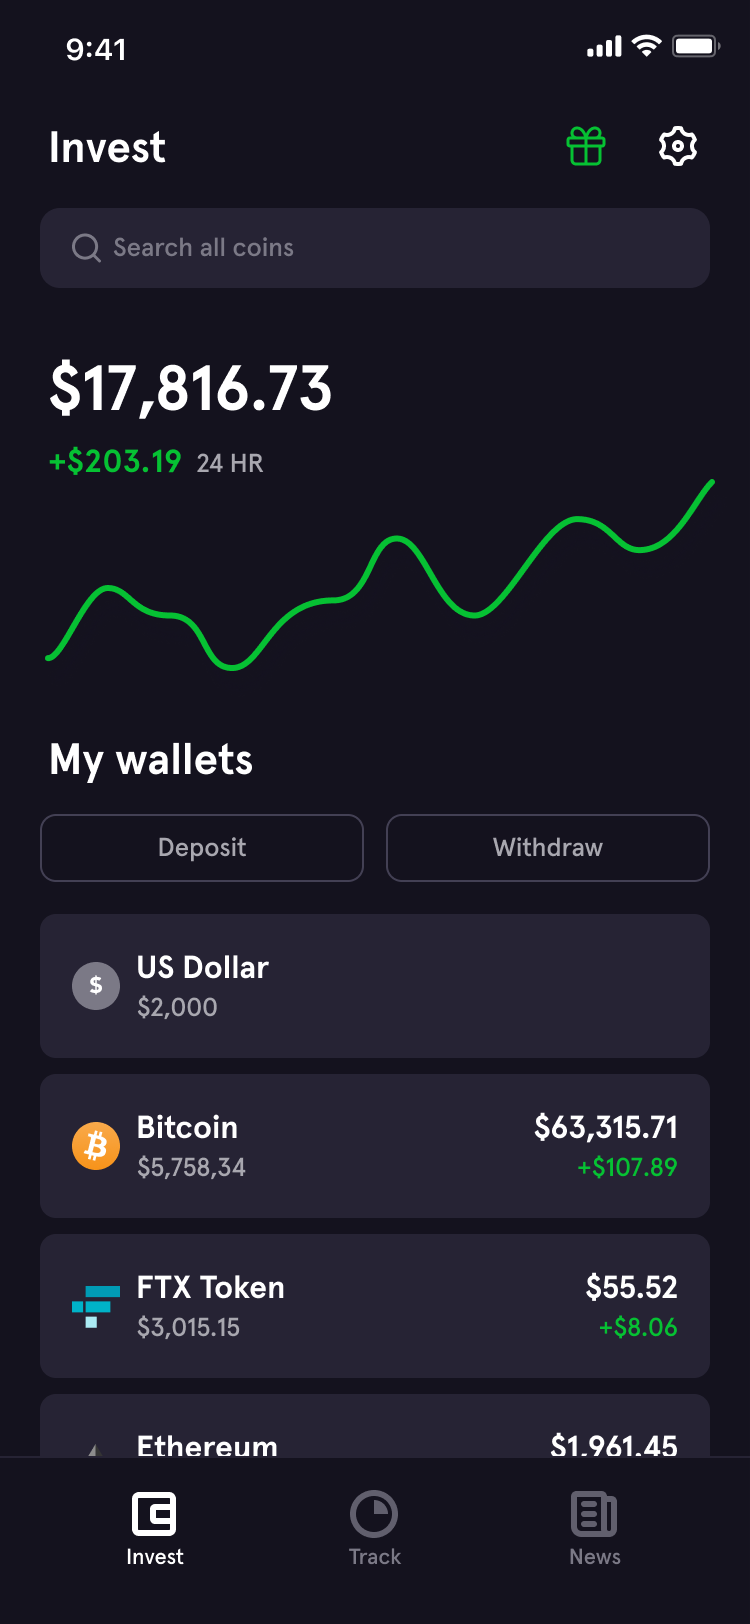 9:41
Invest
Search all coins
$17,816.73
+$203.19 24 HR
My wallets
Deposit
Withdraw
$
US Dollar
$2,000
Bitcoin
$5,758,34
$63,315.71
+$107.89
FTX Token
$3,015.15
$55.52
+$8.06
Ethereum
$1,961.45
Invest
Track
News